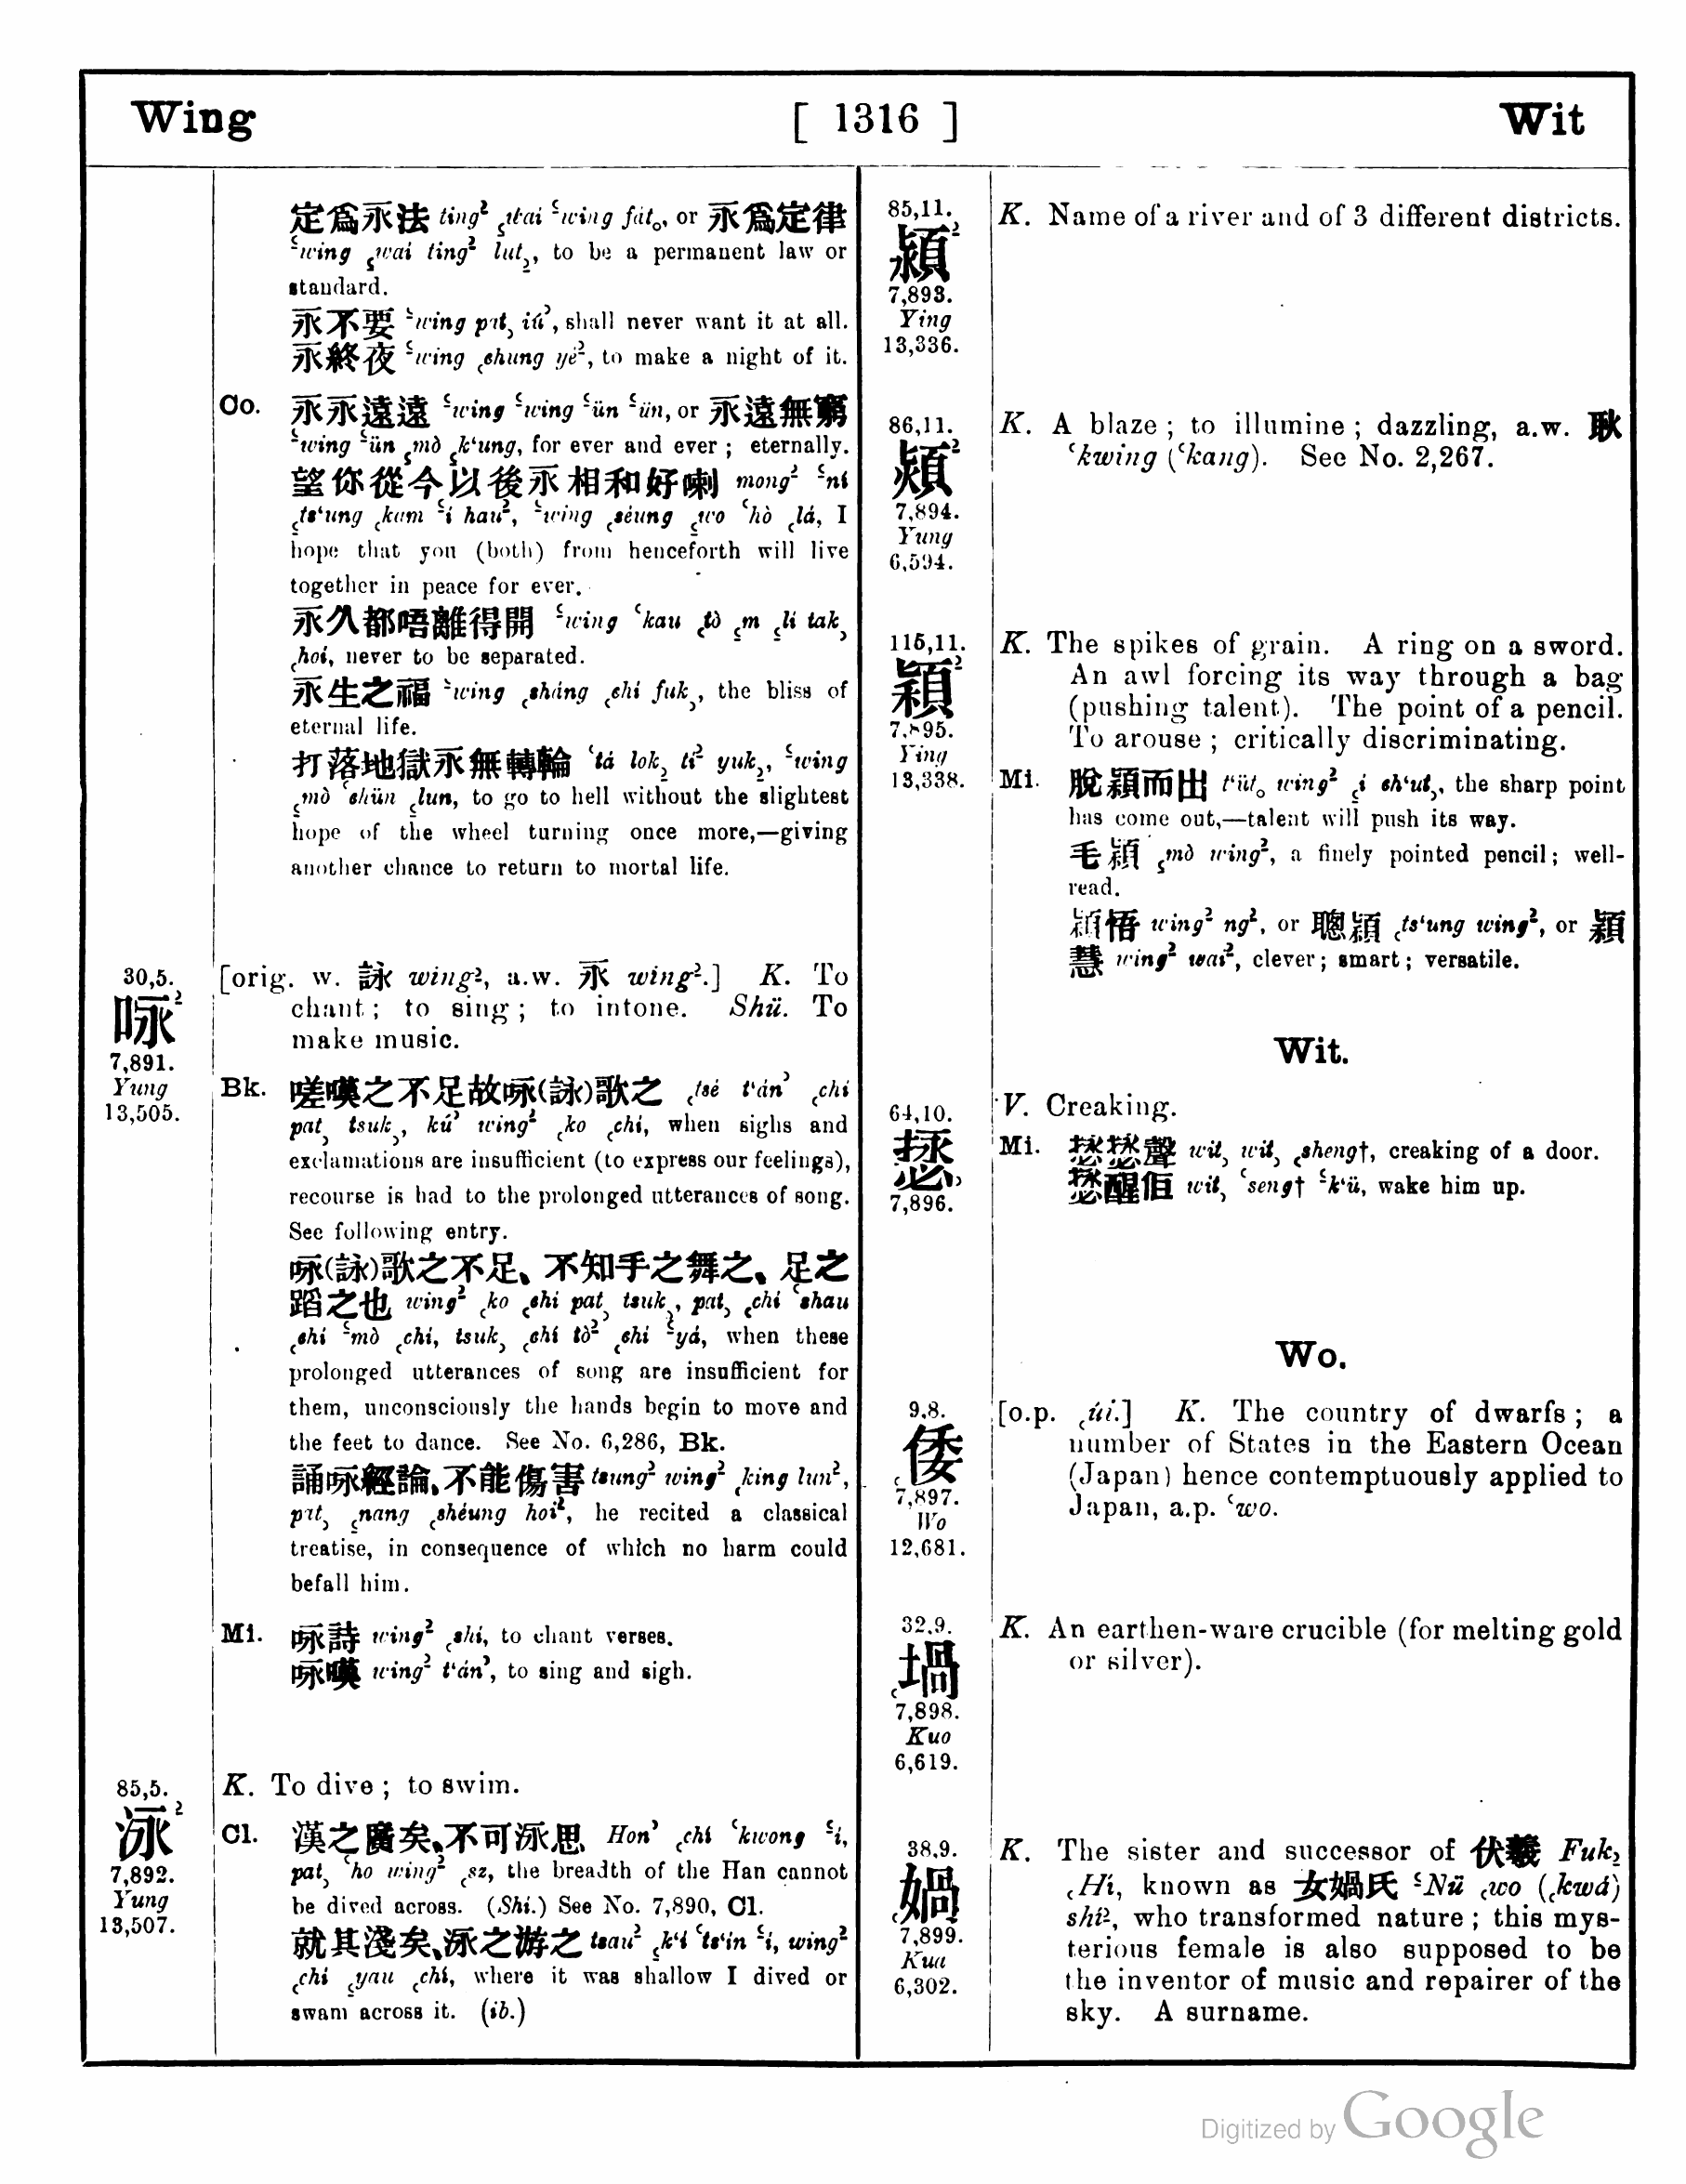 Wing
[ 1316 ]
Wit
定爲永法 ting² ꜁wai ꜃wing fát꜀, or 永爲定律
꜃wing ꜁wai ting² lut₂, to be a permanent law or
standard.
永不要 ꜃wing pat꜆ iú꜄, shall never want it at all.
永終夜 ꜃wing ꜀chung yé², to make a night of it.
Co. 永永遠遠 ꜃wing ꜃wing ꜃ün ꜃ün, or 永遠無窮
꜃wing ꜃ün ꜁mò ꜁k‘ung, for ever and ever ; eternally.
望你從今以後永相和好喇 mong² ꜃ní
꜁ts‘ung ꜀kam ꜃í hau², ꜃wing ꜀séung ꜁wo ꜂hò ꜀lá, I
hope that you (both) from henceforth will live
together in peace for ever.
永久都唔離得開 ꜃wing ꜂kau ꜀tò ꜁m ꜁lí tak꜆
꜀hoi, never to be separated.
永生之福 ꜃wing ꜀sháng ꜀chí fuk꜆, the bliss of
eternal life.
打落地獄永無轉輪 ꜂tá lok₂ tí² yuk₂, ꜃wing
꜁mò ꜂chün ꜁lun, to go to hell without the slightest
hope of the wheel turning once more,—giving
another chance to return to mortal life.
30,5.
咏²
7,891.
Yung
13,505.
[orig. w. 詠 wing², a.w. 永 wing².] K. To
chant ; to sing ; to intone. Shü. To
make music.
Bk. 嗟嘆之不足故咏(詠)歌之 ꜀tsé t‘án꜄ ꜀chí
pat꜆ tsuk꜆, kú꜄ wing² ꜀ko ꜀chí, when sighs and
exclamations are insufficient (to express our feelings),
recourse is had to the prolonged utterances of song.
See following entry.
咏(詠)歌之不足、不知手之舞之、足之
蹈之也 wing² ꜀ko ꜀chí pat꜆ tsuk꜆, pat꜆ ꜀chí ꜂shau
꜀chí ꜃mò ꜀chí, tsuk꜆ ꜀chí tò² ꜀chí ꜃yá, when these
prolonged utterances of song are insufficient for
them, unconsciously the hands begin to move and
the feet to dance. See No. 6,286, Bk.
誦咏經論、不能傷害 tsung² wing² ꜀king lun²,
pat꜆ ꜁nang ꜀shéung hoi², he recited a classical
treatise, in consequence of which no harm could
befall him.
Mi. 咏詩 wing² ꜀shí, to chant verses.
咏嘆 wing² t‘án꜄, to sing and sigh.
85,5.
泳²
7,892.
Yung
13,507.
K. To dive ; to swim.
Cl. 漢之廣矣、不可泳思 Hon꜄ ꜀chí ꜂kwong ꜃í,
pat꜆ ꜂ho wing² ꜀sz, the breadth of the Han cannot
be dived across. (Shí.) See No. 7,890, Cl.
就其淺矣、泳之游之 tsau² ꜁k‘í ꜂ts‘in ꜃í, wing²
꜀chí ꜁yau ꜀chí, where it was shallow I dived or
swam across it. (ib.)
85,11.
潁²
7,893.
Ying
13,336.
K. Name of a river and of 3 different districts.
86,11.
熲²
7,894.
Yung
6,594.
K. A blaze ; to illumine ; dazzling, a.w. 耿
꜂kwing (꜂kang). See No. 2,267.
115,11.
穎²
7,895.
Ying
13,338.
K. The spikes of grain. A ring on a sword.
An awl forcing its way through a bag
(pushing talent). The point of a pencil.
To arouse ; critically discriminating.
Mi. 脫穎而出 t‘üt꜀ wing² ꜁í ch‘ut꜆, the sharp point
has come out,—talent will push its way.
毛穎 ꜁mò wing², a finely pointed pencil ; well-
read.
穎悟 wing² ng², or 聰穎 ꜀ts‘ung wing², or 穎
慧 wing² wai², clever ; smart ; versatile.
Wit.
64,10.
7,896.
V. Creaking.
Mi. 聲 wit꜆ wit꜆ ꜀sheng†, creaking of a door.
醒佢 wit꜆ ꜂seng† ꜃k‘ü, wake him up.
Wo.
9,8.
꜀倭
7,897.
Wo
12,681.
[o.p. ꜀úi.] K. The country of dwarfs ; a
number of States in the Eastern Ocean
(Japan) hence contemptuously applied to
Japan, a.p. ꜂wo.
32,9.
꜀堝
7,898.
Kuo
6,619.
K. An earthen-ware crucible (for melting gold
or silver).
38,9.
꜀媧
7,899.
Kua
6,302.
K. The sister and successor of 伏羲 Fuk₂
꜀Hí, known as 女媧氏 ꜃Nü ꜀wo (꜀kwá)
shí², who transformed nature ; this mys-
terious female is also supposed to be
the inventor of music and repairer of the
sky. A surname.
Digitized by Google